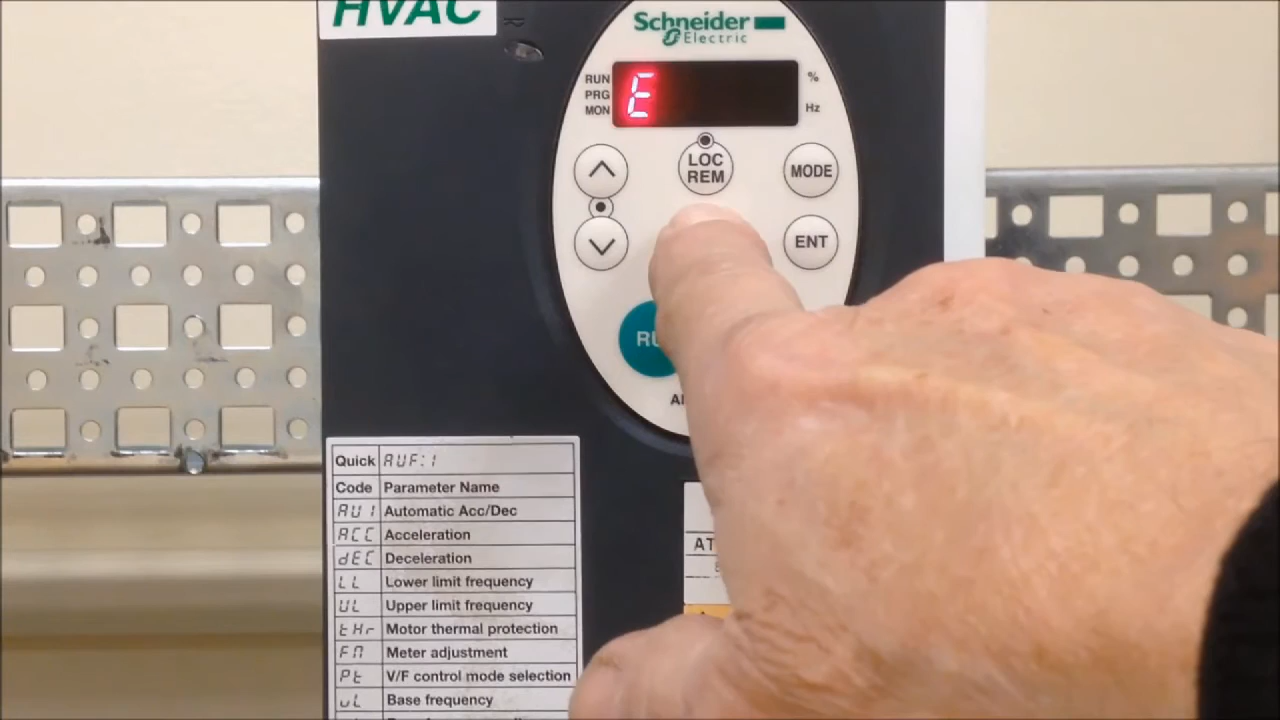 HVAC
Schneider
Electric
RUN
PRG
MON
E
%
Hz
LOC
REM
MODE
ENT
Quick AUF:1
Code Parameter Name
AU1 Automatic Acc/Dec
ACC Acceleration
dEC Deceleration
LL Lower limit frequency
UL Upper limit frequency
tHr Motor thermal protection
FM Meter adjustment
Pt V/F control mode selection
uL Base frequency